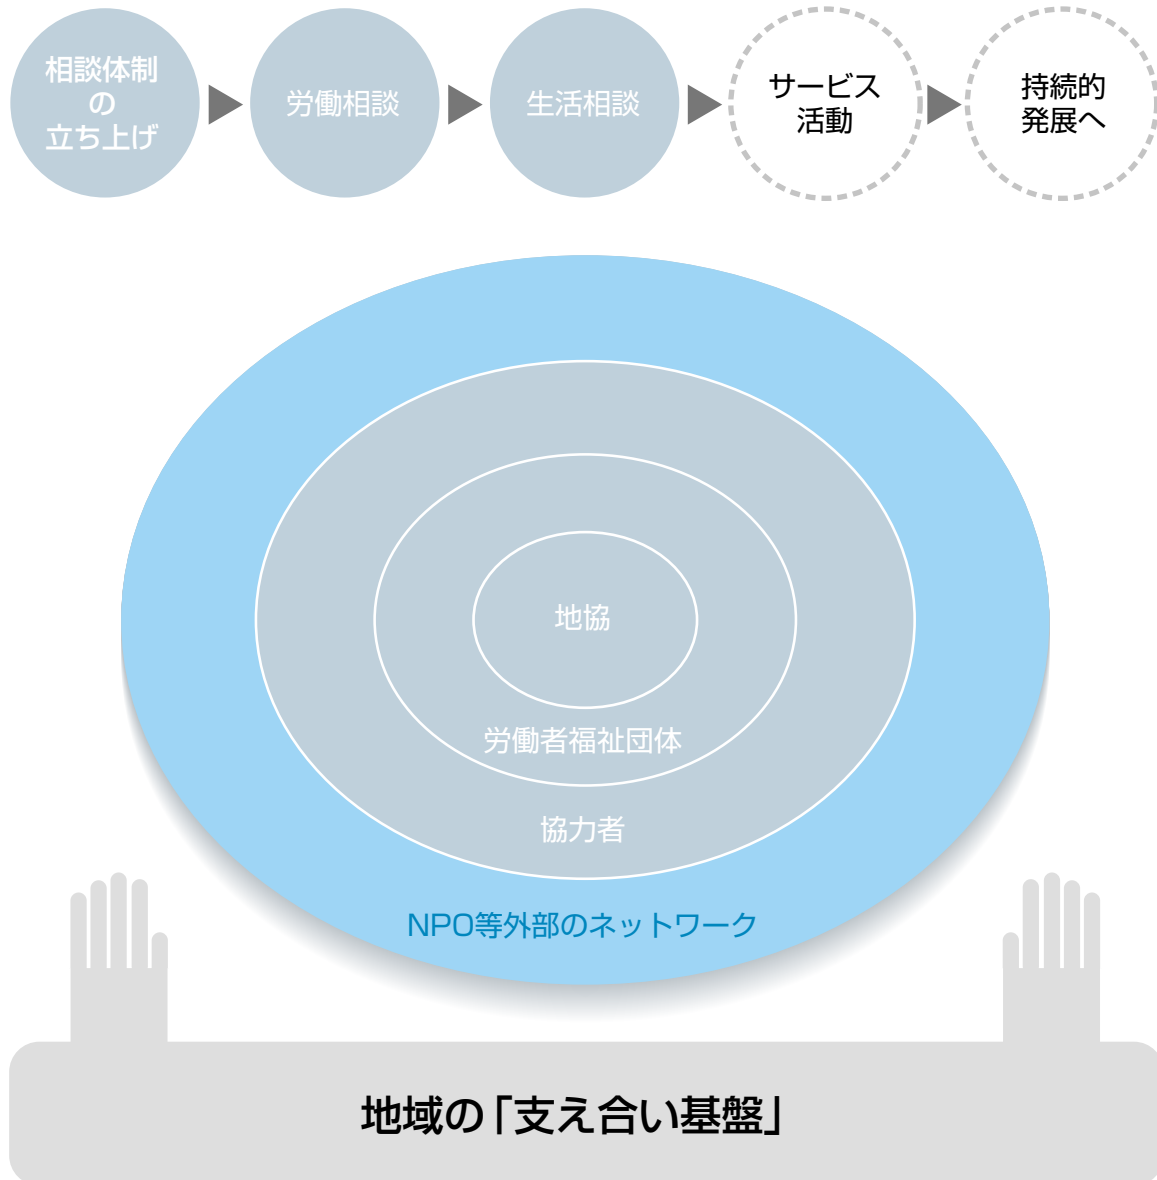 相談体制
の
立ち上げ
労働相談
生活相談
サービス
活動
持続的
発展へ
地協
労働者福祉団体
協力者
NPO等外部のネットワーク
地域の「支え合い基盤」